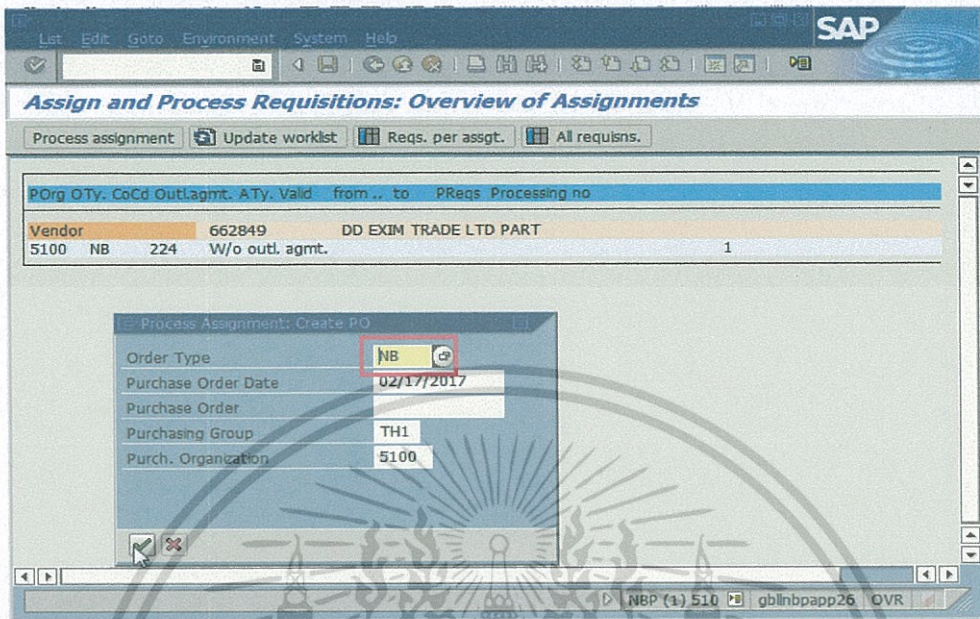 SAP
List Edit Goto Environment System Help
Assign and Process Requisitions: Overview of Assignments
Process assignment Update worklist Reqs. per assgt. All requisns.
POrg OTy. CoCd Outl.agmt. ATy. Valid from .. to PReqs Processing no
Vendor 662849 DD EXIM TRADE LTD PART
5100 NB 224 W/o outl. agmt. 1
Process Assignment: Create PO
Order Type NB
Purchase Order Date 02/17/2017
Purchase Order
Purchasing Group TH1
Purch. Organization 5100
NBP (1) 510 gbllnbpapp26 OVR